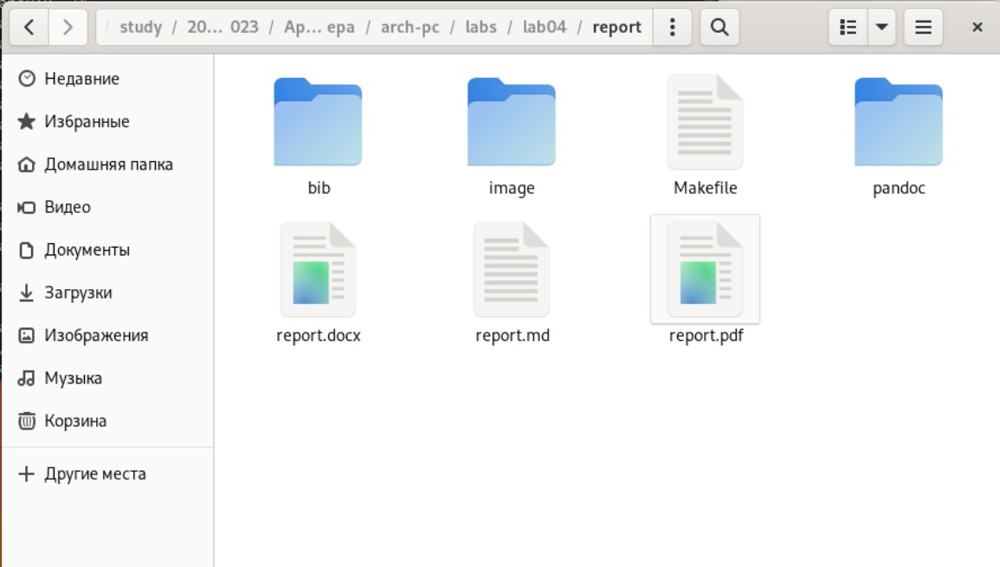 study / 20... 023 / Ap... epa / arch-pc / labs / lab04 / report
Недавние
Избранные
Домашняя папка
Видео
Документы
Загрузки
Изображения
Музыка
Корзина
Другие места
bib
image
Makefile
pandoc
report.docx
report.md
report.pdf